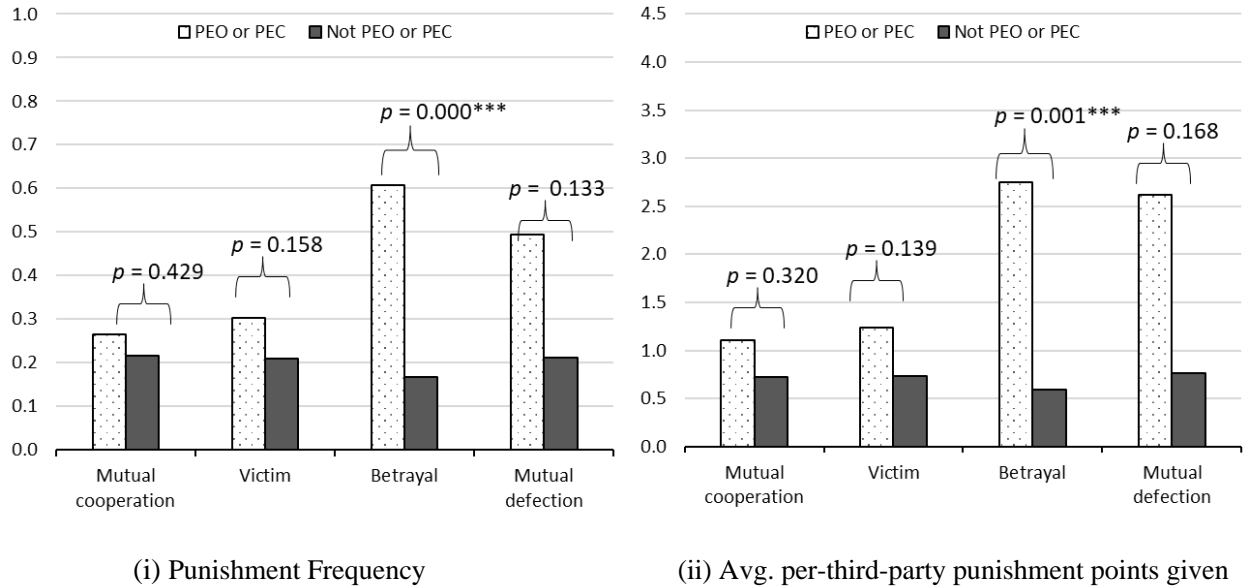 1.0
0.9
0.8
0.7
0.6
0.5
0.4
0.3
0.2
0.1
0.0
PEO or PEC Not PEO or PEC
p = 0.429
p = 0.158
p = 0.000***
p = 0.133
Mutual cooperation
Victim
Betrayal
Mutual defection
(i) Punishment Frequency
4.5
4.0
3.5
3.0
2.5
2.0
1.5
1.0
0.5
0.0
PEO or PEC Not PEO or PEC
p = 0.320
p = 0.139
p = 0.001***
p = 0.168
Mutual cooperation
Victim
Betrayal
Mutual defection
(ii) Avg. per-third-party punishment points given